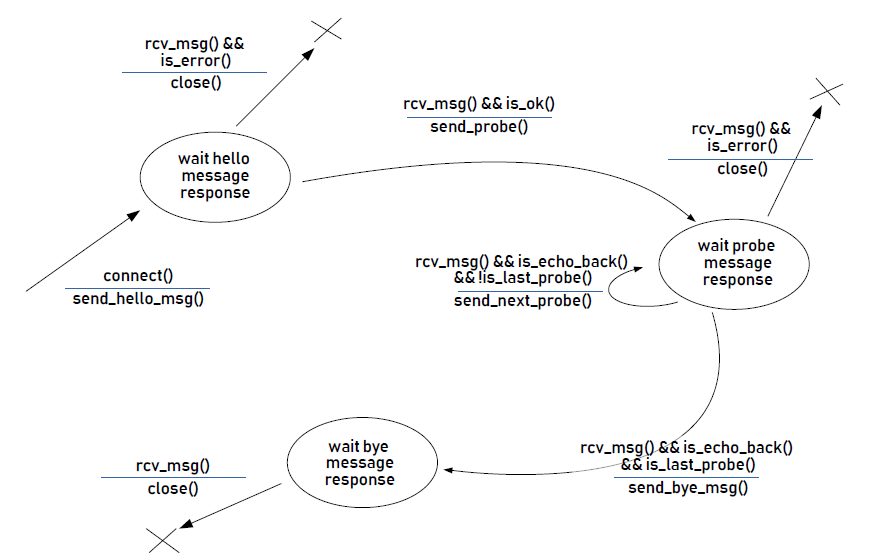 rcv_msg() &&
is_error()
close()
rcv_msg() && is_ok()
send_probe()
rcv_msg() &&
is_error()
close()
wait hello
message
response
connect()
send_hello_msg()
rcv_msg() && is_echo_back()
&& !is_last_probe()
send_next_probe()
wait probe
message
response
rcv_msg() && is_echo_back()
&& is_last_probe()
send_bye_msg()
wait bye
message
response
rcv_msg()
close()